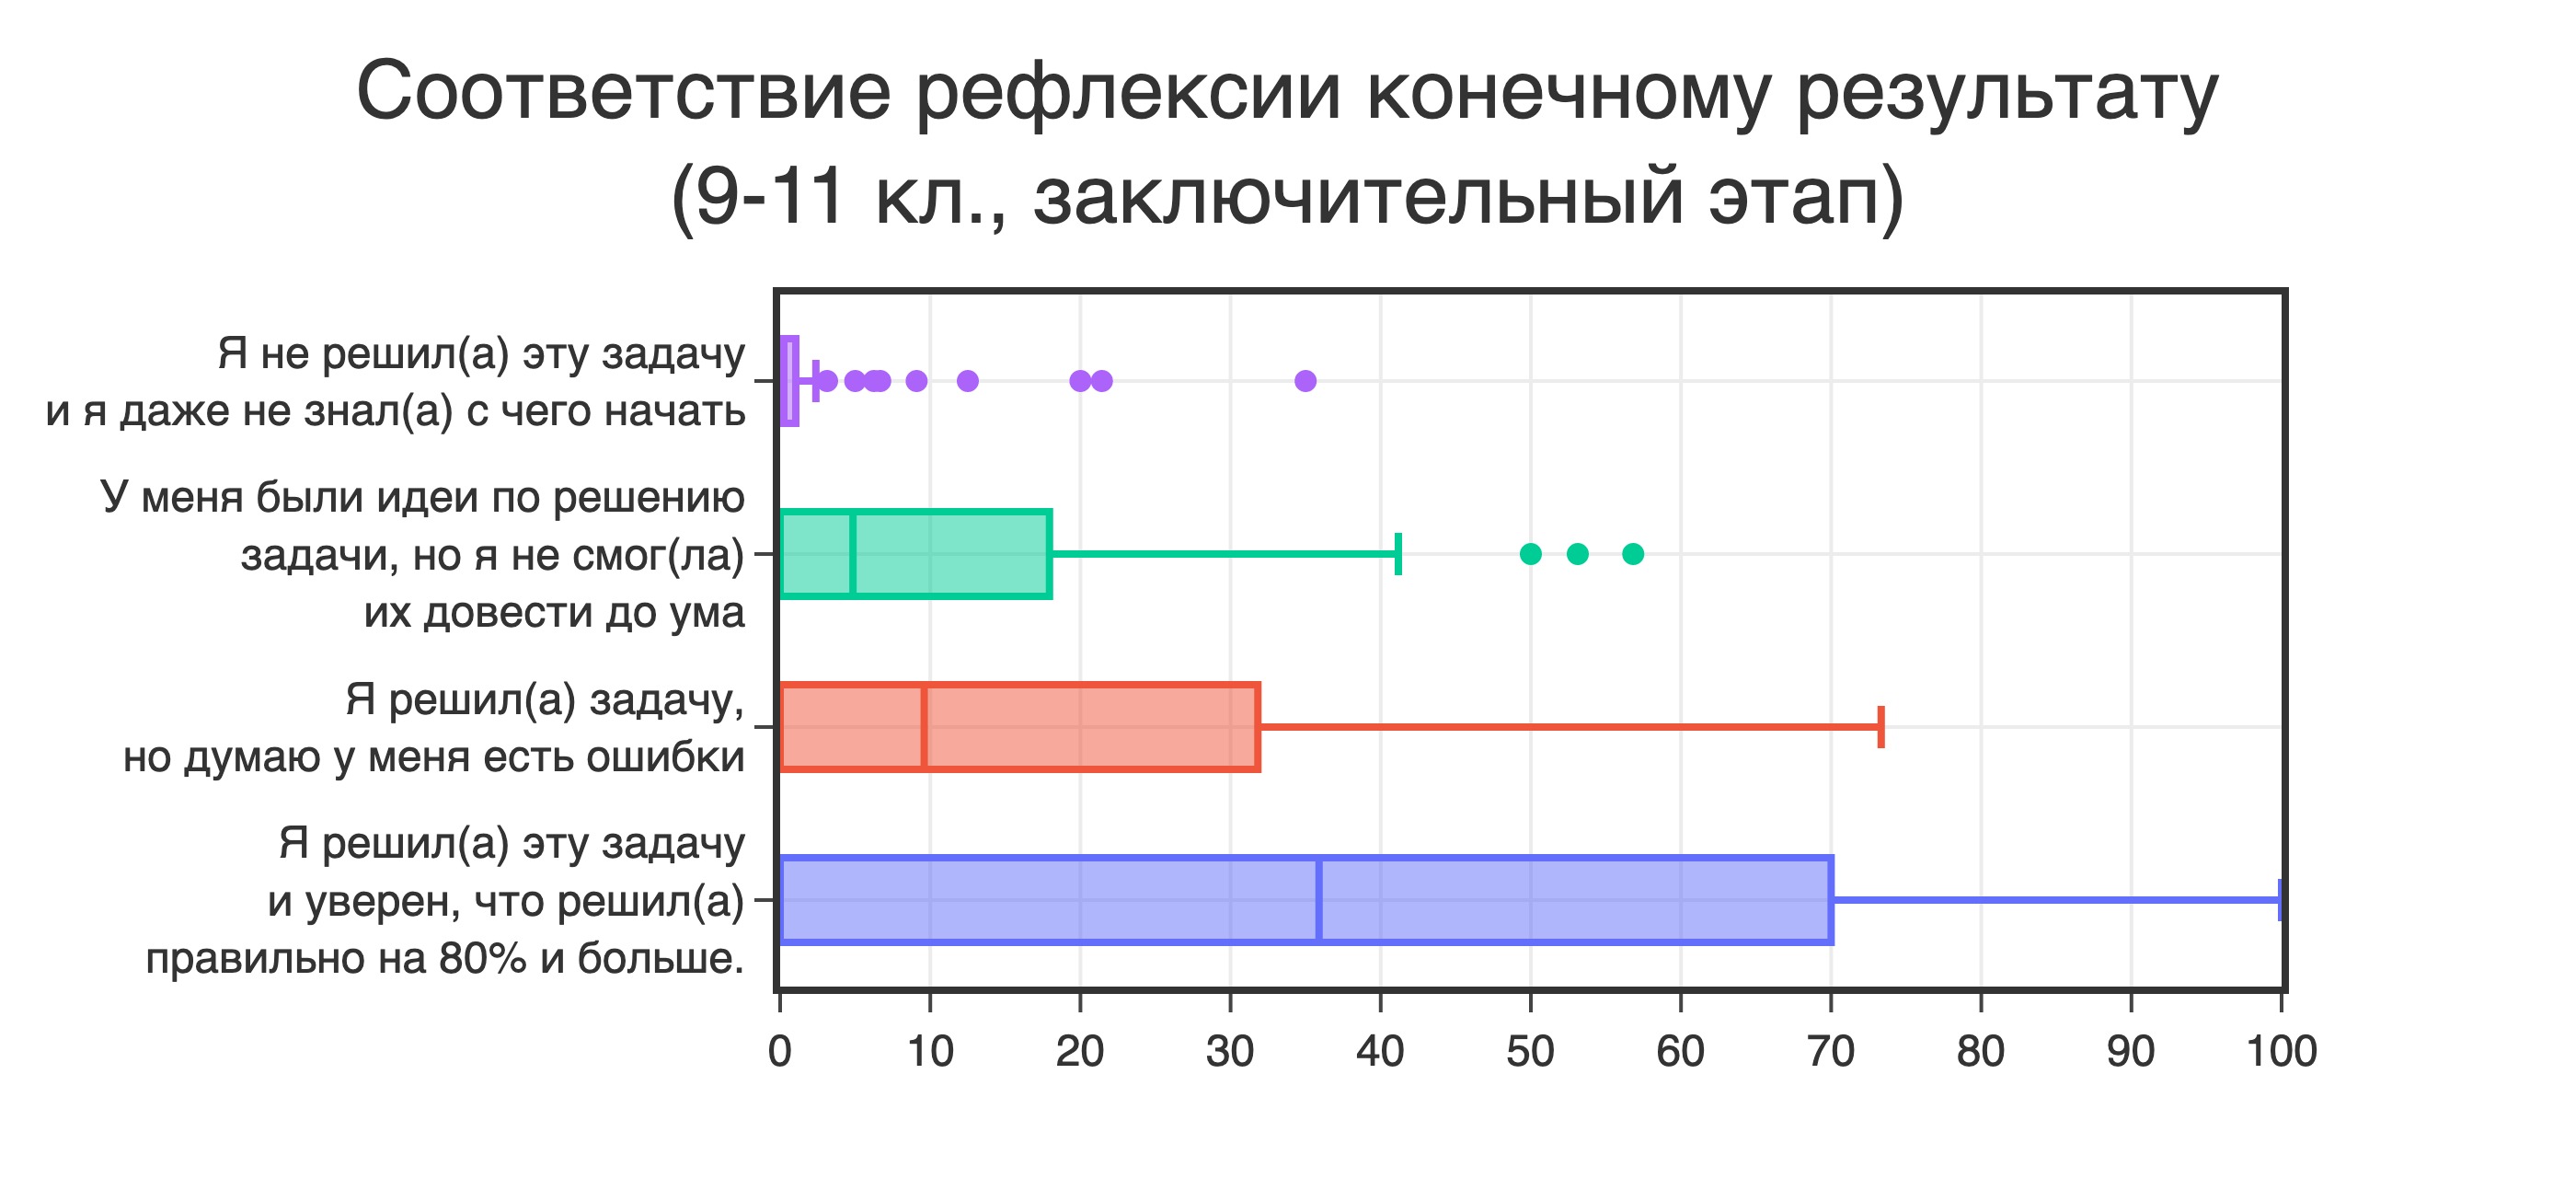 Соответствие рефлексии конечному результату
(9-11 кл., заключительный этап)
Я не решил(а) эту задачу
и я даже не знал(а) с чего начать
У меня были идеи по решению
задачи, но я не смог(ла)
их довести до ума
Я решил(а) задачу,
но думаю у меня есть ошибки
Я решил(а) эту задачу
и уверен, что решил(а)
правильно на 80% и больше.
0 10 20 30 40 50 60 70 80 90 100